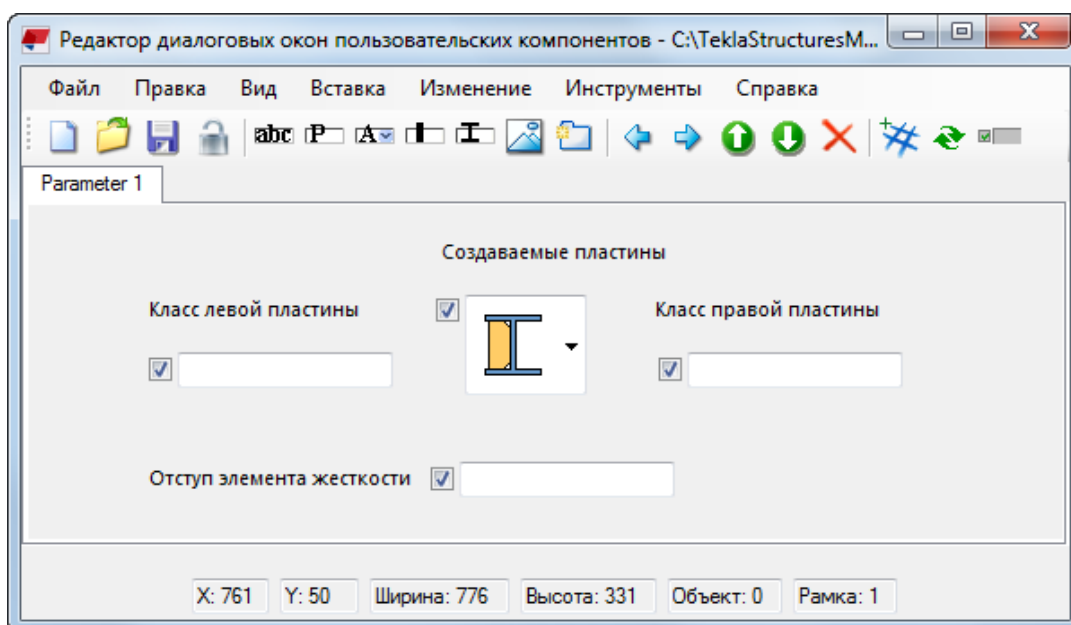 Редактор диалоговых окон пользовательских компонентов - C:\TeklaStructuresM...
Файл Правка Вид Вставка Изменение Инструменты Справка
abc P A
Parameter 1
Создаваемые пластины
Класс левой пластины Класс правой пластины
Отступ элемента жесткости
X: 761 Y: 50 Ширина: 776 Высота: 331 Объект: 0 Рамка: 1